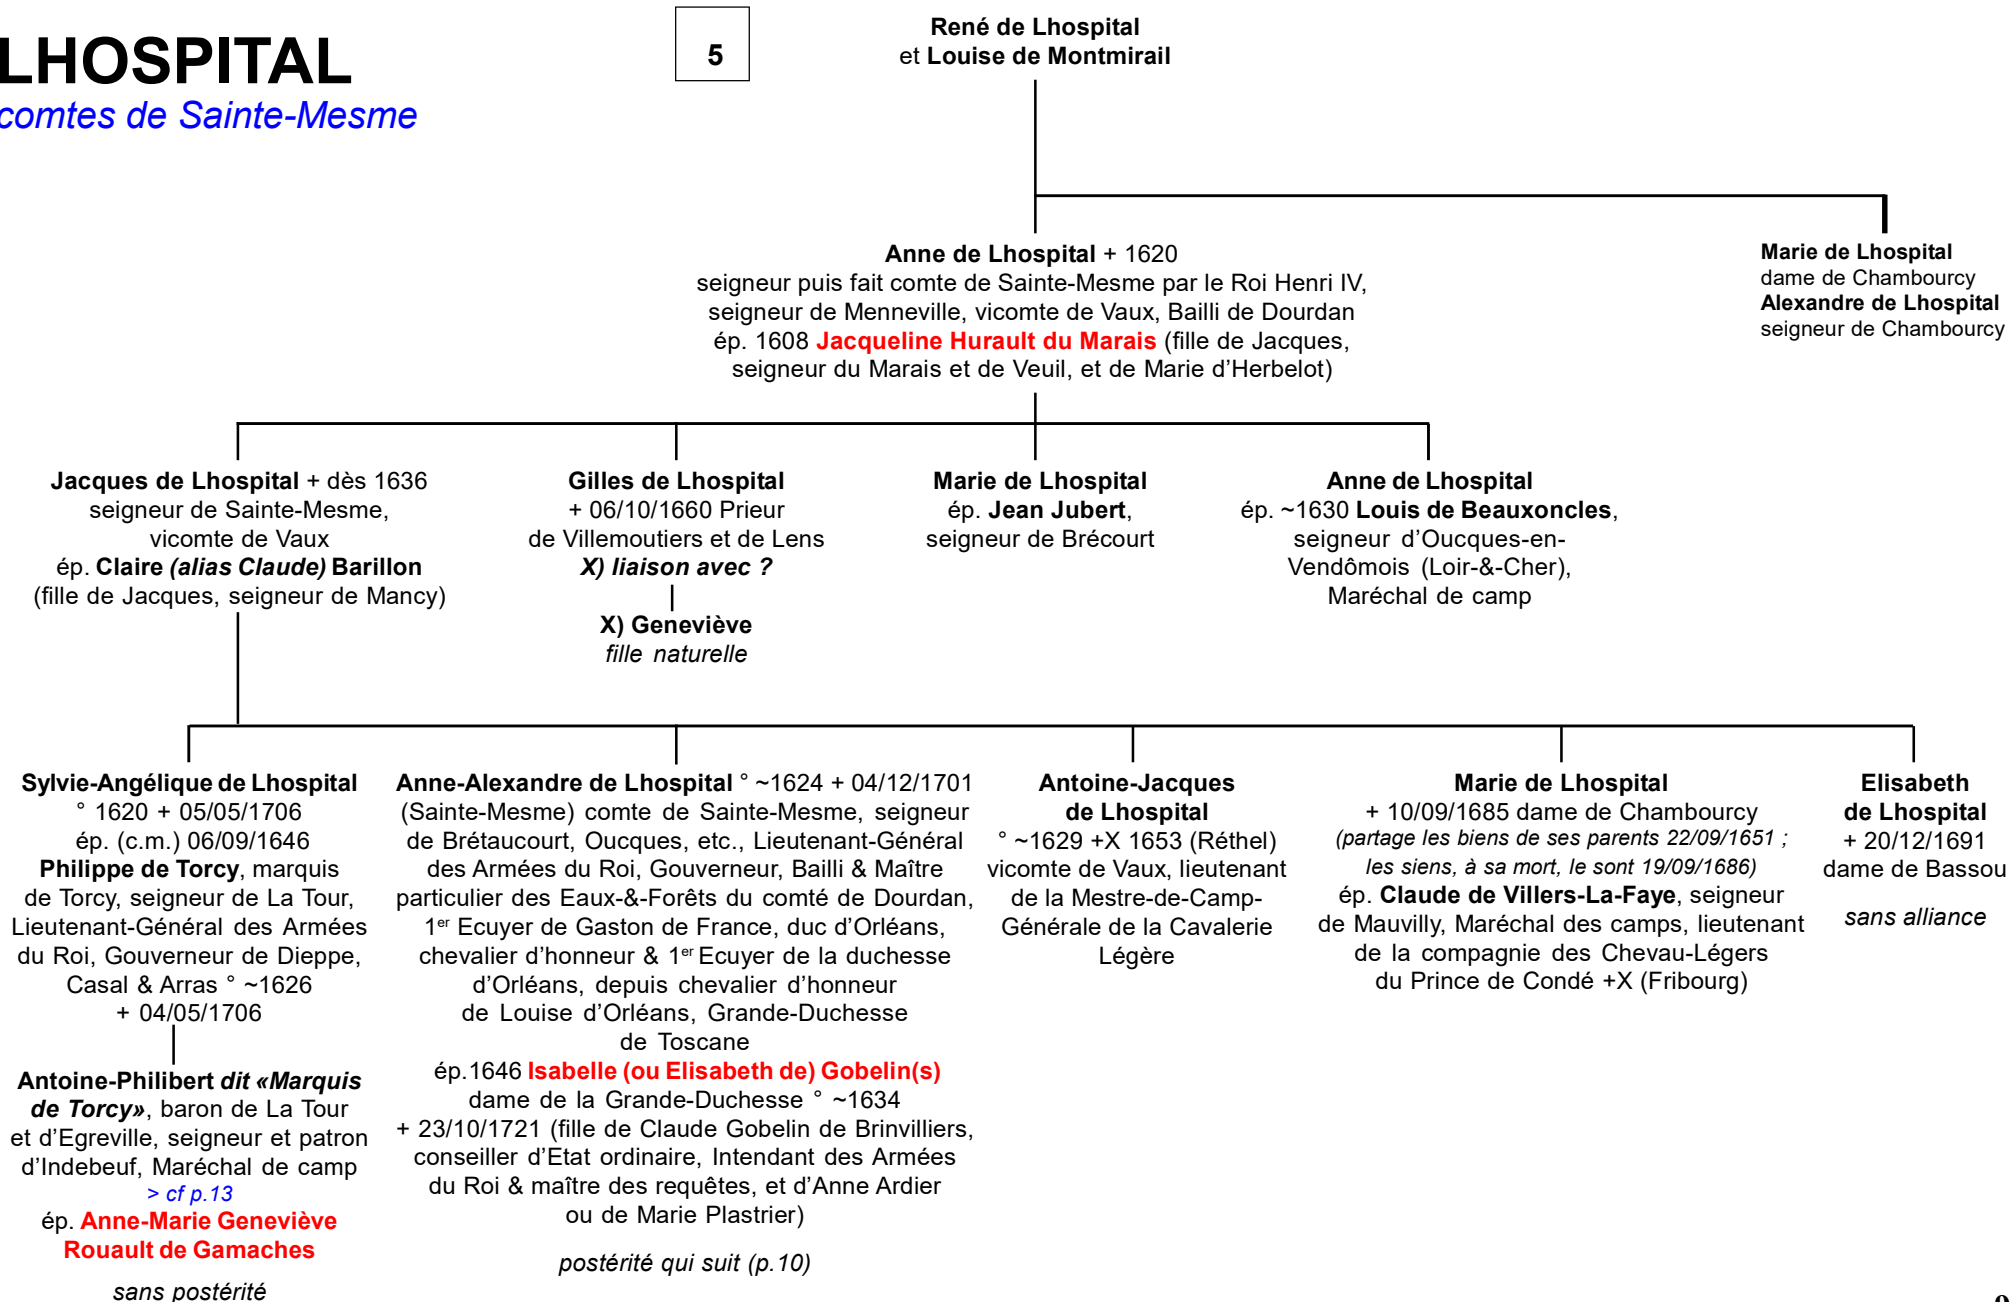 LHOSPITAL
comtes de Sainte-Mesme
5
René de Lhospital
et Louise de Montmirail
Anne de Lhospital + 1620
seigneur puis fait comte de Sainte-Mesme par le Roi Henri IV,
seigneur de Menneville, vicomte de Vaux, Bailli de Dourdan
ép. 1608 Jacqueline Hurault du Marais (fille de Jacques,
seigneur du Marais et de Veuil, et de Marie d’Herbelot)
Marie de Lhospital
dame de Chambourcy
Alexandre de Lhospital
seigneur de Chambourcy
Jacques de Lhospital + dès 1636
seigneur de Sainte-Mesme,
vicomte de Vaux
ép. Claire (alias Claude) Barillon
(fille de Jacques, seigneur de Mancy)
Gilles de Lhospital
+ 06/10/1660 Prieur
de Villemoutiers et de Lens
X) liaison avec ?
X) Geneviève
fille naturelle
Marie de Lhospital
ép. Jean Jubert,
seigneur de Brécourt
Anne de Lhospital
ép. ~1630 Louis de Beauxoncles,
seigneur d’Oucques-en-
Vendômois (Loir-&-Cher),
Maréchal de camp
Sylvie-Angélique de Lhospital
° 1620 + 05/05/1706
ép. (c.m.) 06/09/1646
Philippe de Torcy, marquis
de Torcy, seigneur de La Tour,
Lieutenant-Général des Armées
du Roi, Gouverneur de Dieppe,
Casal & Arras ° ~1626
+ 04/05/1706
Antoine-Philibert dit «Marquis
de Torcy», baron de La Tour
et d’Egreville, seigneur et patron
d’Indebeuf, Maréchal de camp
> cf p.13
ép. Anne-Marie Geneviève
Rouault de Gamaches
sans postérité
Anne-Alexandre de Lhospital ° ~1624 + 04/12/1701
(Sainte-Mesme) comte de Sainte-Mesme, seigneur
de Brétaucourt, Oucques, etc., Lieutenant-Général
des Armées du Roi, Gouverneur, Bailli & Maître
particulier des Eaux-&-Forêts du comté de Dourdan,
1er Ecuyer de Gaston de France, duc d’Orléans,
chevalier d’honneur & 1er Ecuyer de la duchesse
d’Orléans, depuis chevalier d’honneur
de Louise d’Orléans, Grande-Duchesse
de Toscane
ép.1646 Isabelle (ou Elisabeth de) Gobelin(s)
dame de la Grande-Duchesse ° ~1634
+ 23/10/1721 (fille de Claude Gobelin de Brinvilliers,
conseiller d’Etat ordinaire, Intendant des Armées
du Roi & maître des requêtes, et d’Anne Ardier
ou de Marie Plastrier)
postérité qui suit (p.10)
Antoine-Jacques
de Lhospital
° ~1629 +X 1653 (Réthel)
vicomte de Vaux, lieutenant
de la Mestre-de-Camp-
Générale de la Cavalerie
Légère
Marie de Lhospital
+ 10/09/1685 dame de Chambourcy
(partage les biens de ses parents 22/09/1651 ;
les siens, à sa mort, le sont 19/09/1686)
ép. Claude de Villers-La-Faye, seigneur
de Mauvilly, Maréchal des camps, lieutenant
de la compagnie des Chevau-Légers
du Prince de Condé +X (Fribourg)
Elisabeth
de Lhospital
+ 20/12/1691
dame de Bassou
sans alliance